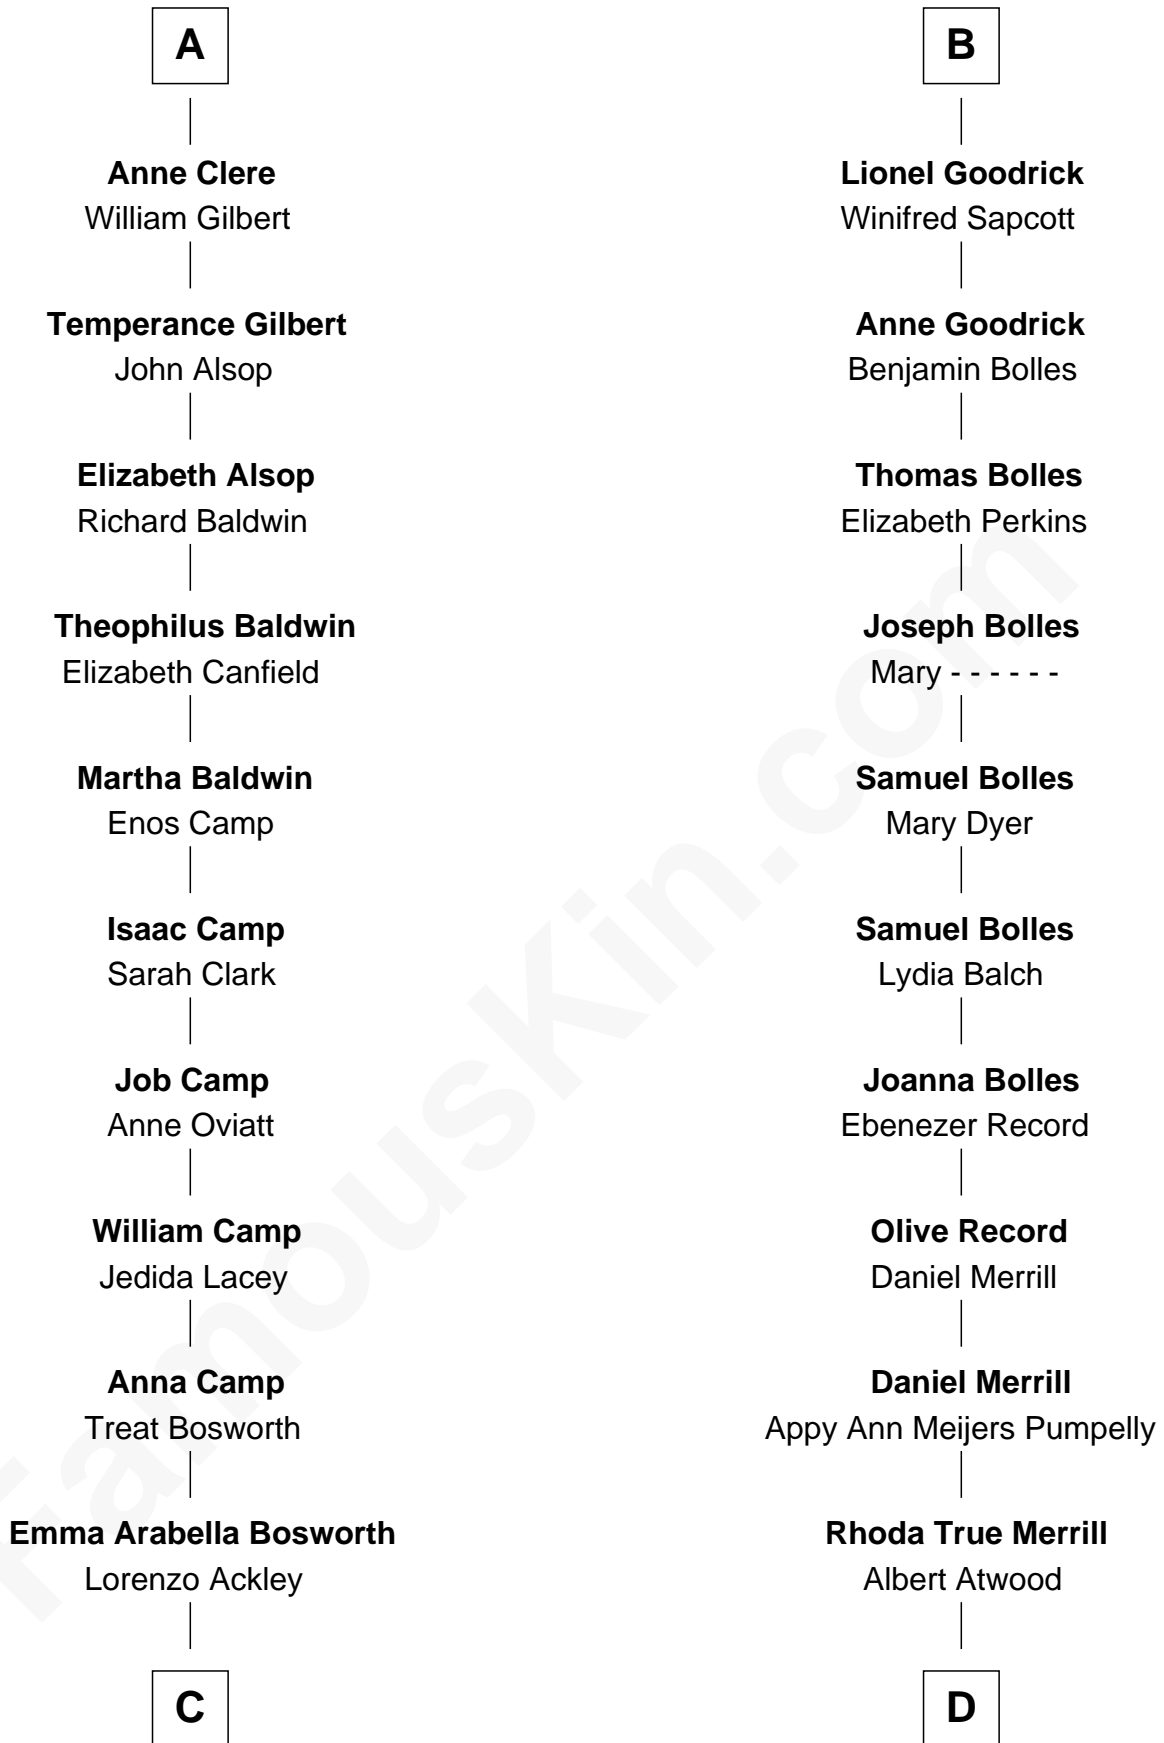 A
Anne Clere
William Gilbert
Temperance Gilbert
John Alsop
Elizabeth Alsop
Richard Baldwin
Theophilus Baldwin
Elizabeth Canfield
Martha Baldwin
Enos Camp
Isaac Camp
Sarah Clark
Job Camp
Anne Oviatt
William Camp
Jedida Lacey
Anna Camp
Treat Bosworth
Emma Arabella Bosworth
Lorenzo Ackley
C
B
Lionel Goodrick
Winifred Sapcott
Anne Goodrick
Benjamin Bolles
Thomas Bolles
Elizabeth Perkins
Joseph Bolles
Mary - - - - - -
Samuel Bolles
Mary Dyer
Samuel Bolles
Lydia Balch
Joanna Bolles
Ebenezer Record
Olive Record
Daniel Merrill
Daniel Merrill
Appy Ann Meijers Pumpelly
Rhoda True Merrill
Albert Atwood
D
FamousKin.com